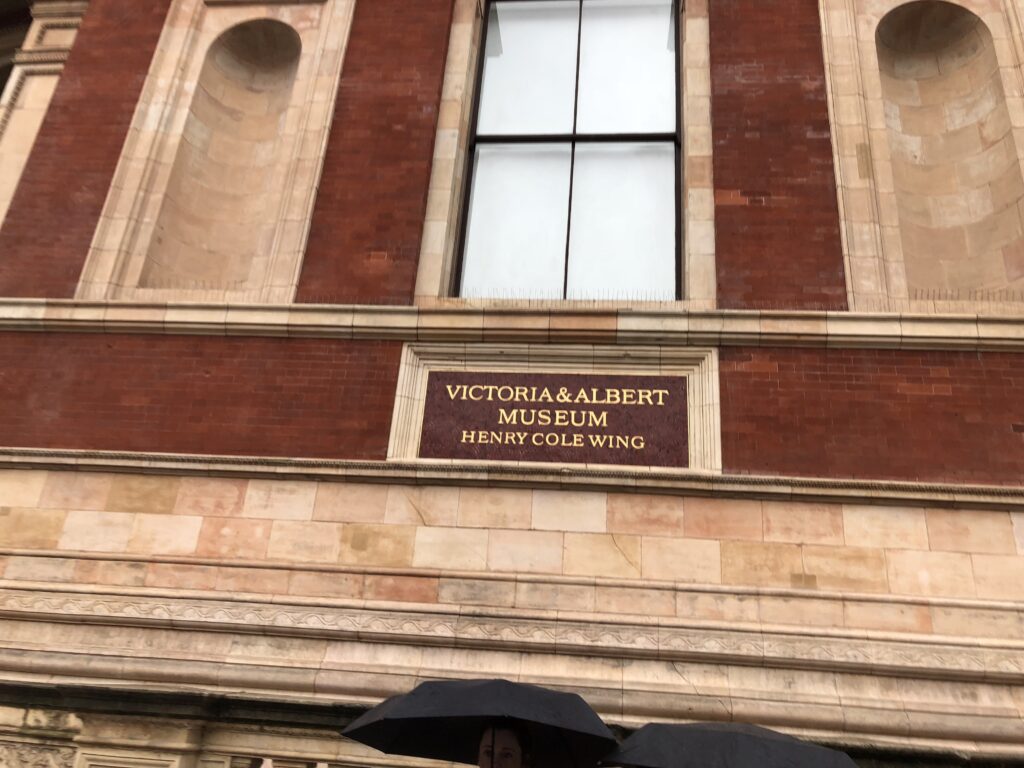 VICTORIA & ALBERT
MUSEUM
HENRY COLE WING